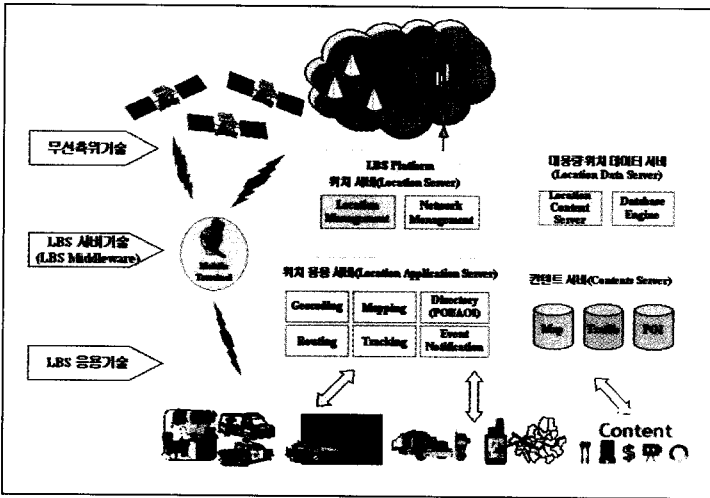 무선측위기술
LBS Platform
위치 서버(Location Server)
Location
Management
Network
Management
대용량 위치 데이터 서버
(Location Data Server)
Location
Content
Server
Database
Engine
LBS 서버기술
(LBS Middleware)
Mobile
Terminal
위치 응용 서버(Location Application Server)
Geocoding
Mapping
Directory
(POI&AOI)
Routing
Tracking
Event
Notification
컨텐트 서버(Contents Server)
Map
Traffic
POI
LBS 응용기술
Content
$